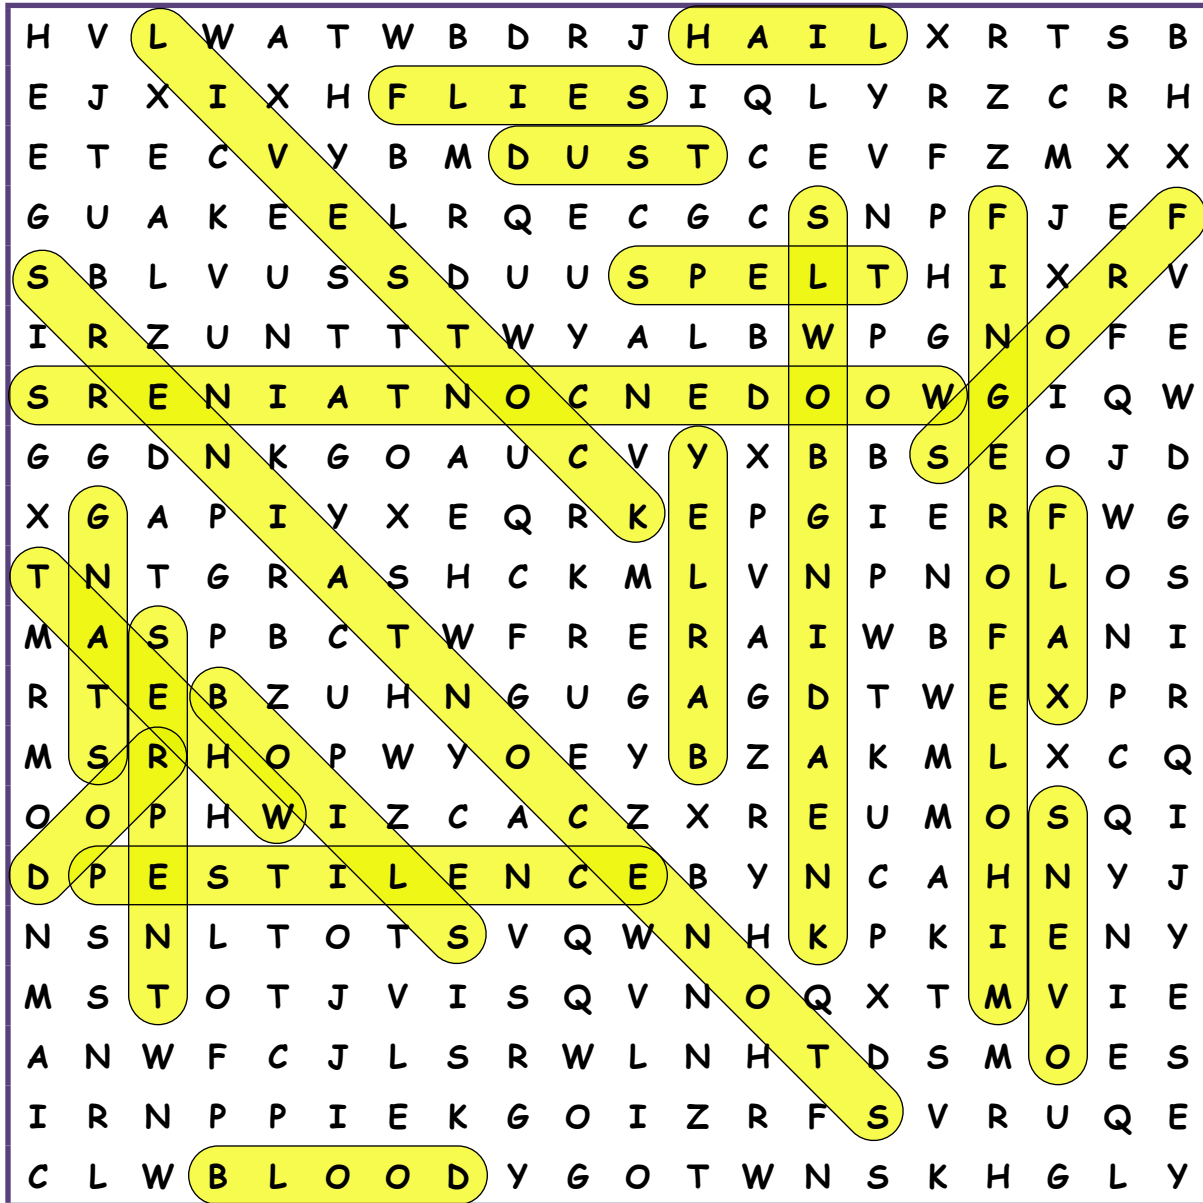 H V L W A T W B D R J H A I L X R T S B
E J X I X H F L I E S I Q L Y R Z C R H
E T E C V Y B M D U S T C E V F Z M X X
G U A K E E L R Q E C G C S N P F J E F
S B L V U S S D U U S P E L T H I X R V
I R Z U N T T T W Y A L B W P G N O F E
S R E N I A T N O C N E D O O W G I Q W
G G D N K G O A U C V Y X B B S E O J D
X G A P I Y X E Q R K E P G I E R F W G
T N T G R A S H C K M L V N P N O L O S
M A S P B C T W F R E R A I W B F A N I
R T E B Z U H N G U G A G D T W E X P R
M S R H O P W Y O E Y B Z A K M L X C Q
O O P H W I Z C A C Z X R E U M O S Q I
D P E S T I L E N C E B Y N C A H N Y J
N S N L T O T S V Q W N H K P K I E N Y
M S T O T J V I S Q V N O Q X T M V I E
A N W F C J L S R W L N H T D S M O E S
I R N P P I E K G O I Z R F S V R U Q E
C L W B L O O D Y G O T W N S K H G L Y